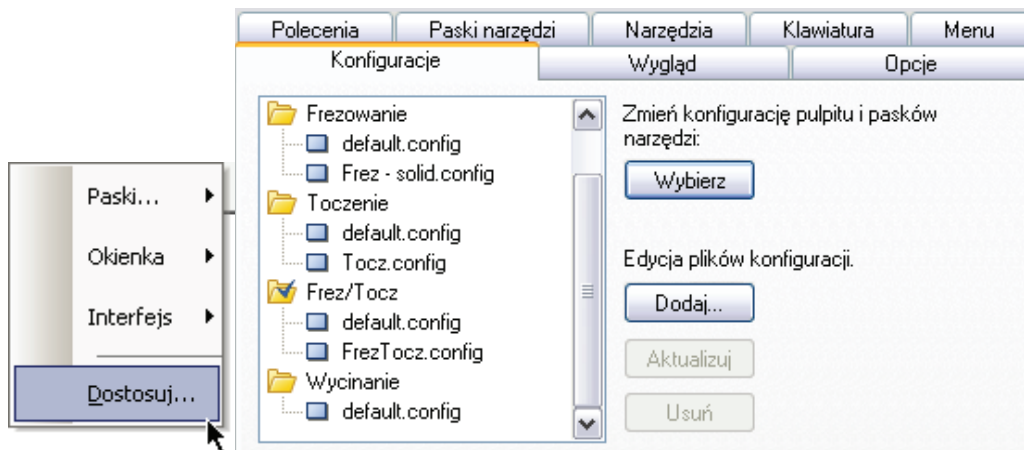 Paski...
Okienka
Interfejs
Dostosuj...
Polecenia Paski narzędzi Narzędzia Klawiatura Menu
Konfiguracje Wygląd Opcje
Frezowanie
default.config
Frez - solid.config
Toczenie
default.config
Tocz.config
Frez/Tocz
default.config
FrezTocz.config
Wycinanie
default.config
Zmień konfigurację pulpitu i pasków
narzędzi:
Wybierz
Edycja plików konfiguracji.
Dodaj...
Aktualizuj
Usuń